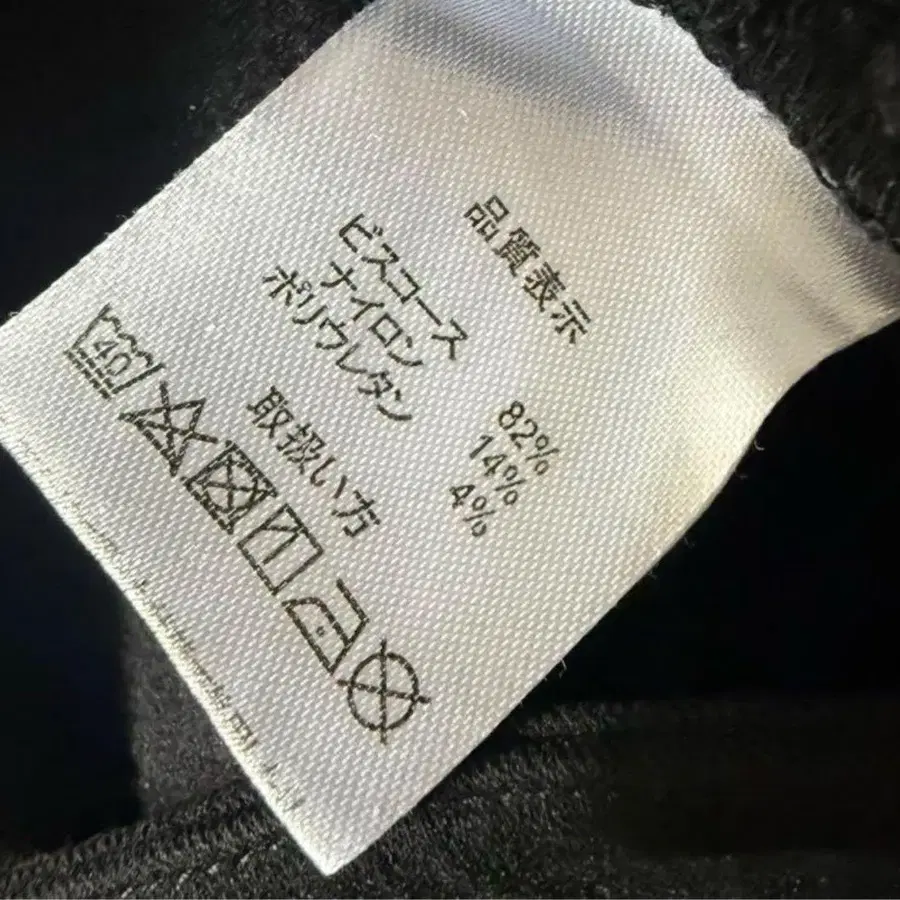 品質表示
ビスコース 82%
ナイロン 14%
ポリウレタン 4%
取扱い方
40